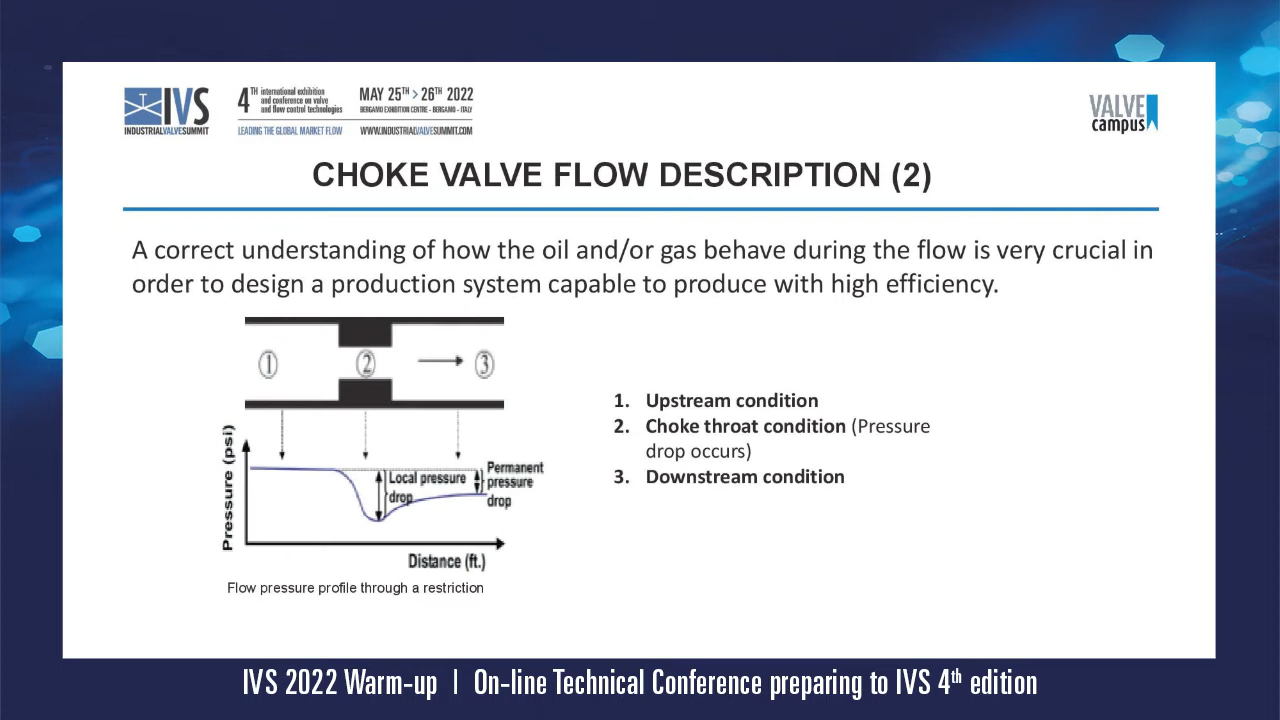 IVS
INDUSTRIALVALVESUMMIT
4TH international exhibition
and conference on valve
and flow control technologies
LEADING THE GLOBAL MARKET FLOW
MAY 25TH > 26TH 2022
BERGAMO EXHIBITION CENTRE - BERGAMO - ITALY
WWW.INDUSTRIALVALVESUMMIT.COM
VALVE
campus
CHOKE VALVE FLOW DESCRIPTION (2)
A correct understanding of how the oil and/or gas behave during the flow is very crucial in
order to design a production system capable to produce with high efficiency.
① ② ③
Pressure (psi)
Local pressure
drop
Permanent
pressure
drop
Distance (ft.)
Flow pressure profile through a restriction
1. Upstream condition
2. Choke throat condition (Pressure
drop occurs)
3. Downstream condition
IVS 2022 Warm-up | On-line Technical Conference preparing to IVS 4th edition